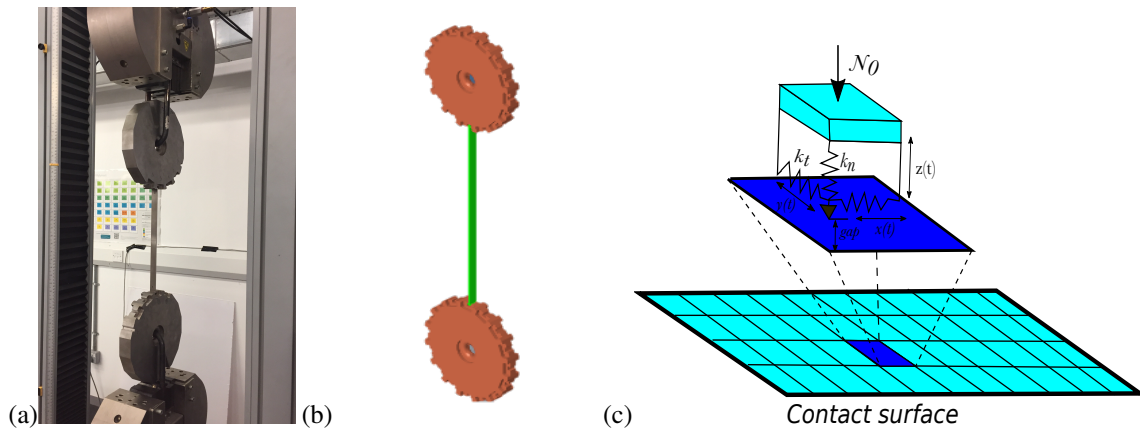 𝒩0
kt
kn
z(t)
y(t)
x(t)
gap
(a)
(b)
(c)
Contact surface